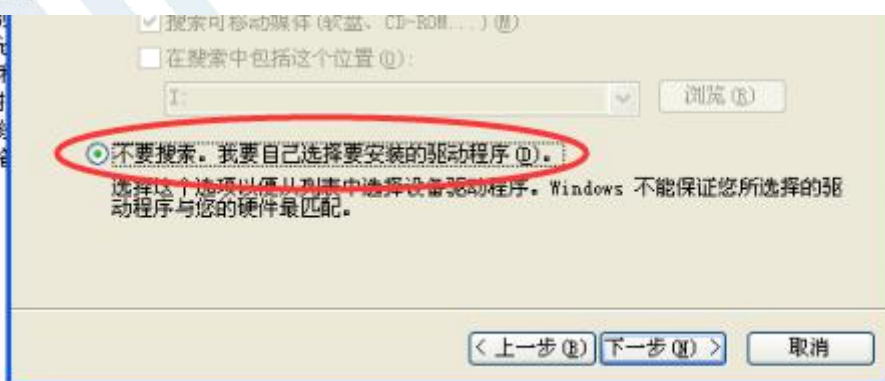 搜索可移动媒体(软盘、CD-ROM...)(M)
在搜索中包括这个位置(O):
I:
浏览(R)
不要搜索。我要自己选择要安装的驱动程序(D)。
选择这个选项以便从列表中选择设备驱动程序。Windows 不能保证您所选择的驱
动程序与您的硬件最匹配。
< 上一步(B) 下一步(N) > 取消